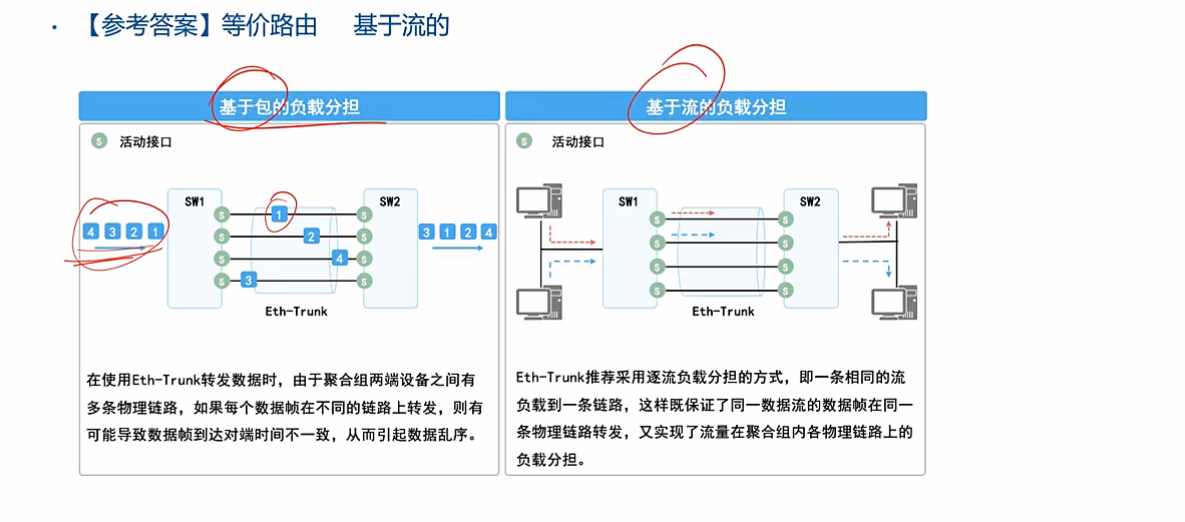 · 【参考答案】等价路由 基于流的
基于包的负载分担
S 活动接口
SW1
SW2
4 3 2 1
S
S
S
S
1
2
4
3
S
S
S
S
3 1 2 4
Eth-Trunk
在使用Eth-Trunk转发数据时，由于聚合组两端设备之间有
多条物理链路，如果每个数据帧在不同的链路上转发，则有
可能导致数据帧到达对端时间不一致，从而引起数据乱序。
基于流的负载分担
S 活动接口
SW1
SW2
S
S
S
S
S
S
S
S
Eth-Trunk
Eth-Trunk推荐采用逐流负载分担的方式，即一条相同的流
负载到一条链路，这样既保证了同一数据流的数据帧在同一
条物理链路转发，又实现了流量在聚合组内各物理链路上的
负载分担。